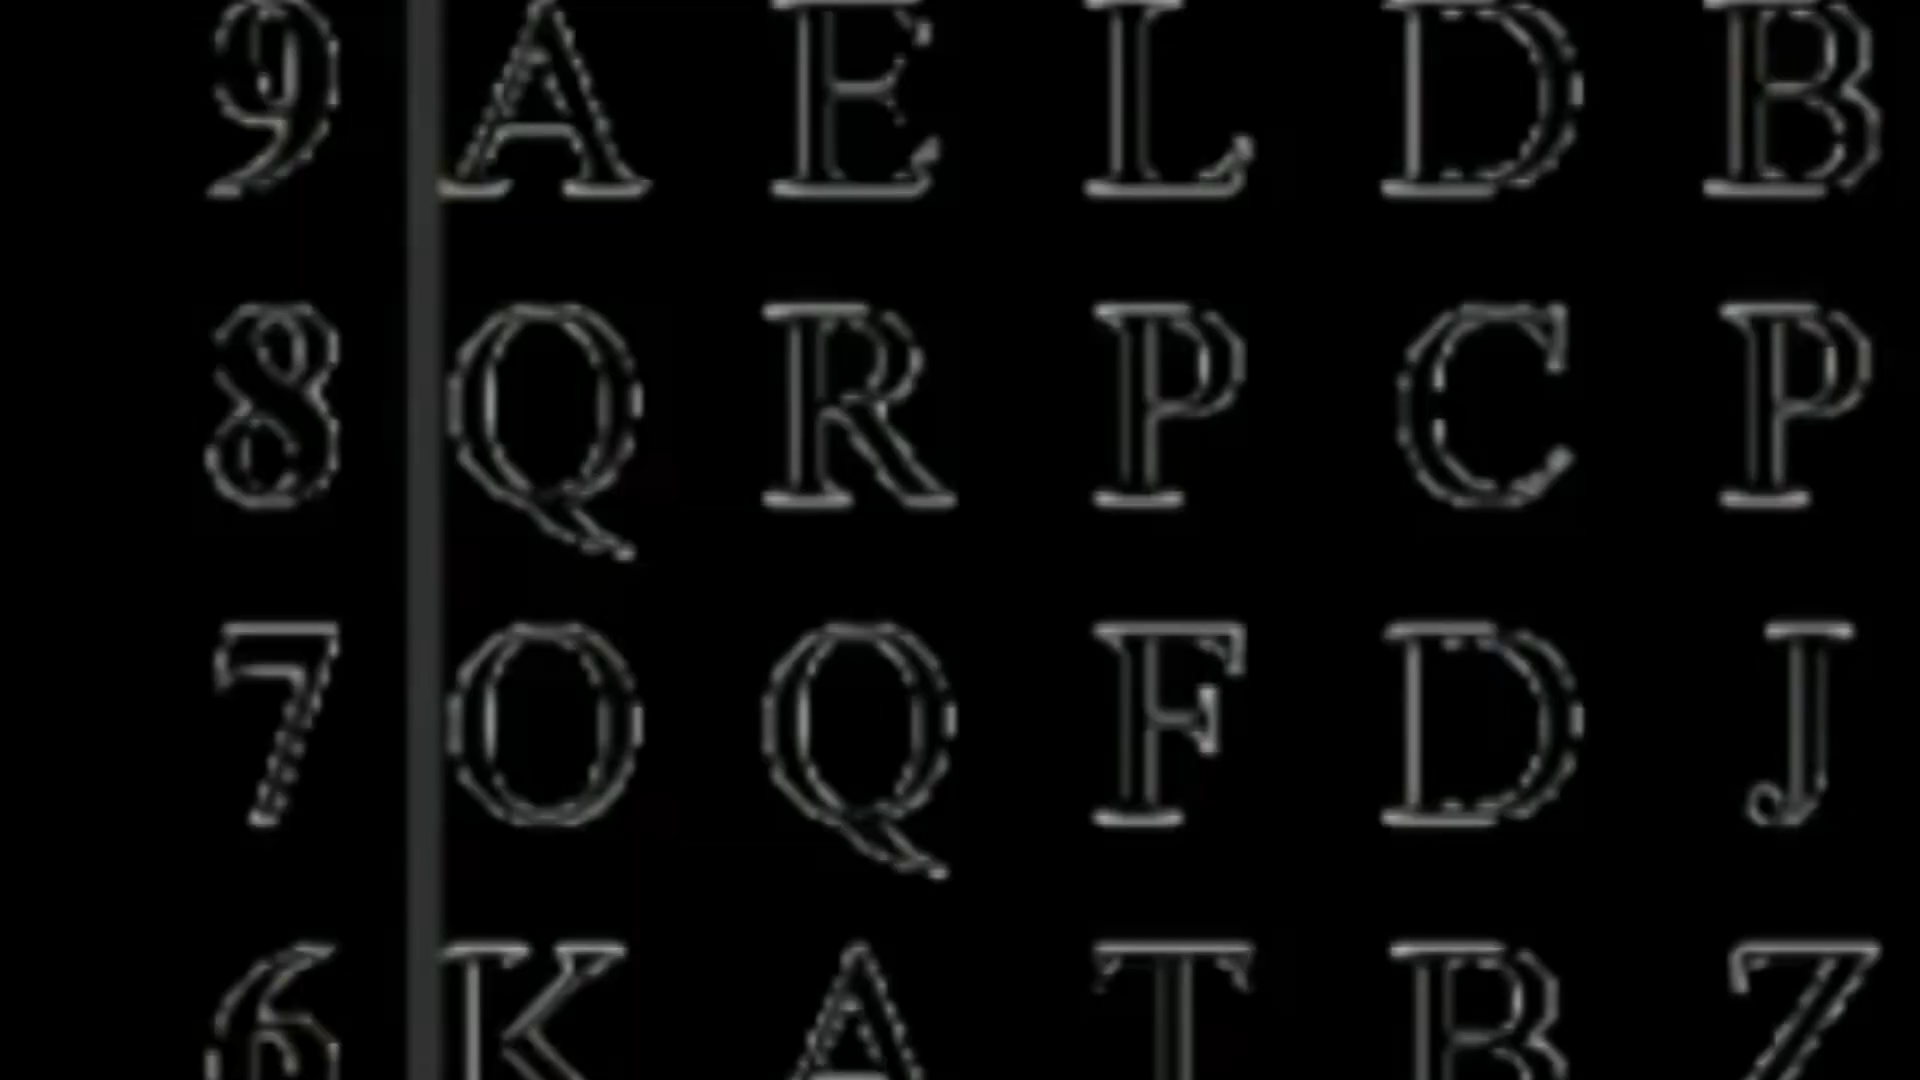 9 A E L D B
8 Q R P C P
7 O Q F D J
6 K A T B Z